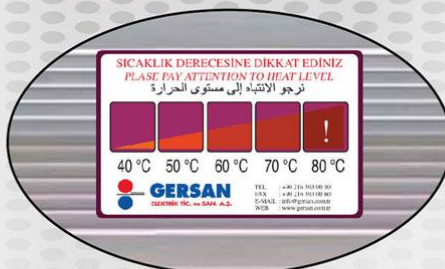 SICAKLIK DERECESİNE DİKKAT EDİNİZ
PLASE PAY ATTENTION TO HEAT LEVEL
نرجو الانتباه إلى مستوى الحرارة
!
40 °C 50 °C 60 °C 70 °C 80 °C
GERSAN
ELEKTRİK TİC. ve SAN. A.Ş.
TEL :
FAX :
E-MAIL : info@gersan.com.tr
WEB : www.gersan.com.tr